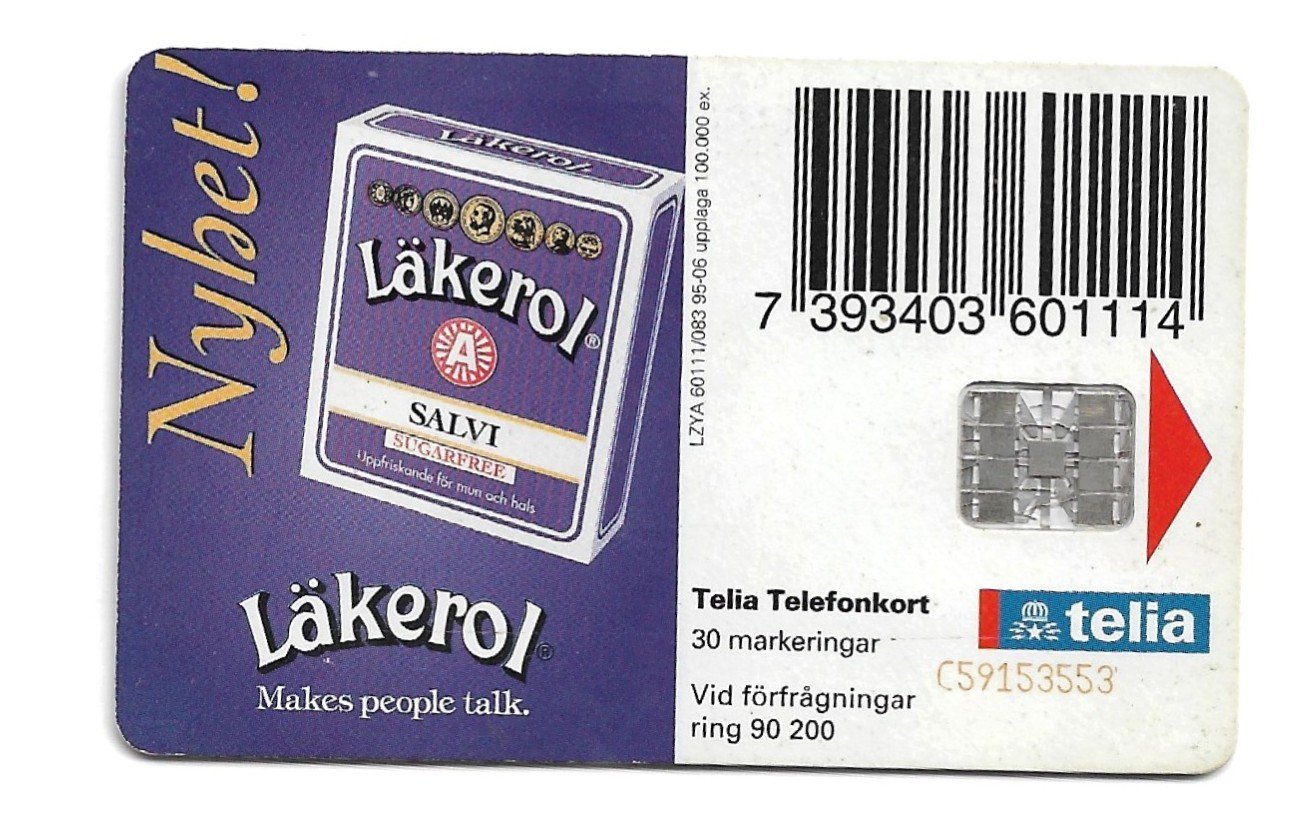 Nyhet!
Läkerol
Läkerol®
A
SALVI
SUGARFREE
Uppfriskande för mun och hals
Läkerol®
Makes people talk.
LZYA 60111/083 95-06 upplaga 100.000 ex.
7 393403 601114
Telia Telefonkort
30 markeringar
telia
C59153553
Vid förfrågningar
ring 90 200